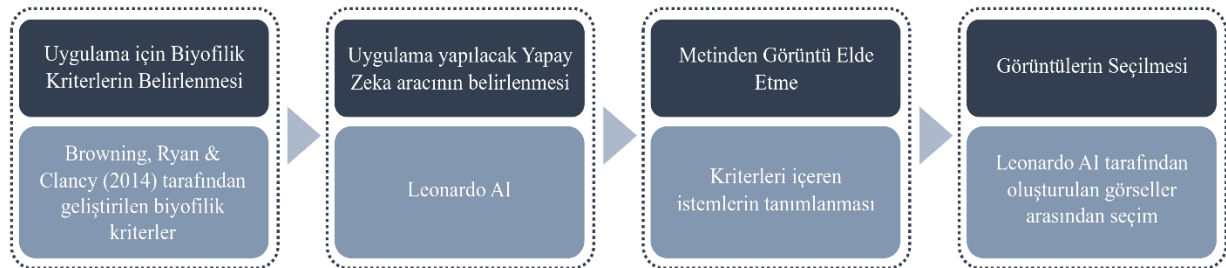 Uygulama için Biyofilik
Kriterlerin Belirlenmesi
Browning, Ryan &
Clancy (2014) tarafından
geliştirilen biyofilik
kriterler
Uygulama yapılacak Yapay
Zeka aracının belirlenmesi
Leonardo AI
Metinden Görüntü Elde
Etme
Kriterleri içeren
istemlerin tanımlanması
Görüntülerin Seçilmesi
Leonardo AI tarafından
oluşturulan görseller
arasından seçim